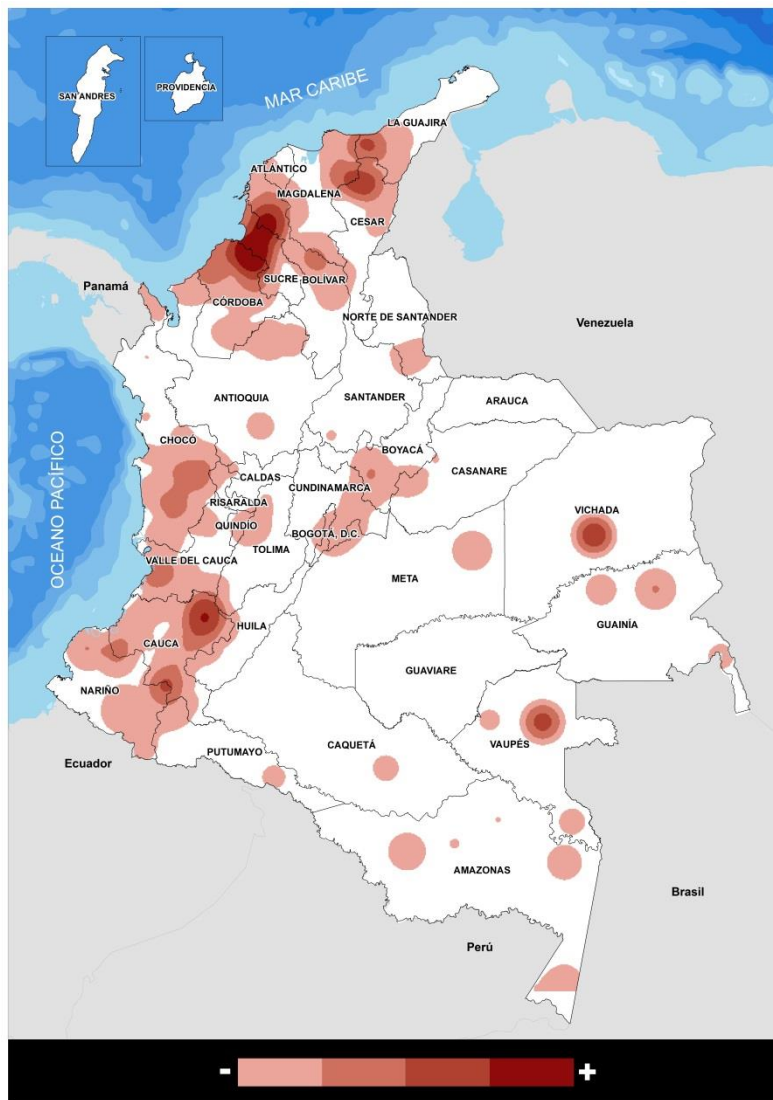 SAN ANDRES
PROVIDENCIA
MAR CARIBE
LA GUAJIRA
ATLÁNTICO
MAGDALENA
CESAR
SUCRE
BOLÍVAR
Panamá
CÓRDOBA
NORTE DE SANTANDER
Venezuela
ANTIOQUIA
SANTANDER
ARAUCA
CHOCÓ
BOYACÁ
CASANARE
CALDAS
CUNDINAMARCA
RISARALDA
VICHADA
QUINDÍO
BOGOTÁ, D.C.
OCEANO PACÍFICO
TOLIMA
VALLE DEL CAUCA
META
GUAINÍA
HUILA
CAUCA
GUAVIARE
NARIÑO
VAUPÉS
CAQUETÁ
PUTUMAYO
Ecuador
AMAZONAS
Brasil
Perú
- +